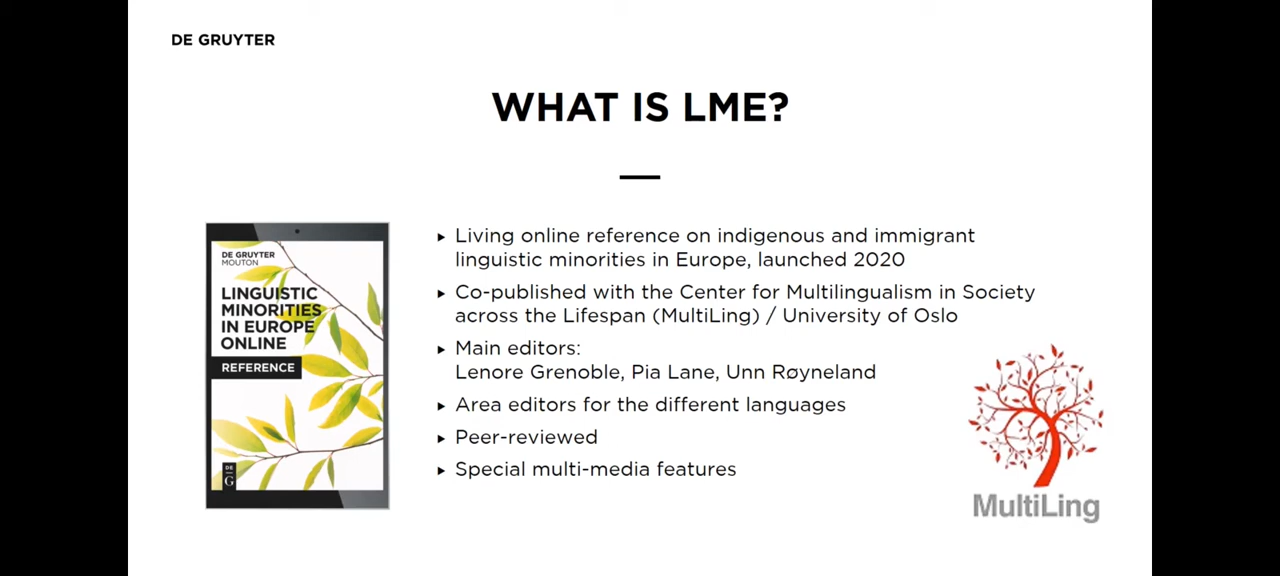 DE GRUYTER
WHAT IS LME?
DE GRUYTER
MOUTON
LINGUISTIC
MINORITIES
IN EUROPE
ONLINE
REFERENCE
DE
G
▸ Living online reference on indigenous and immigrant
linguistic minorities in Europe, launched 2020
▸ Co-published with the Center for Multilingualism in Society
across the Lifespan (MultiLing) / University of Oslo
▸ Main editors:
Lenore Grenoble, Pia Lane, Unn Røyneland
▸ Area editors for the different languages
▸ Peer-reviewed
▸ Special multi-media features
MultiLing